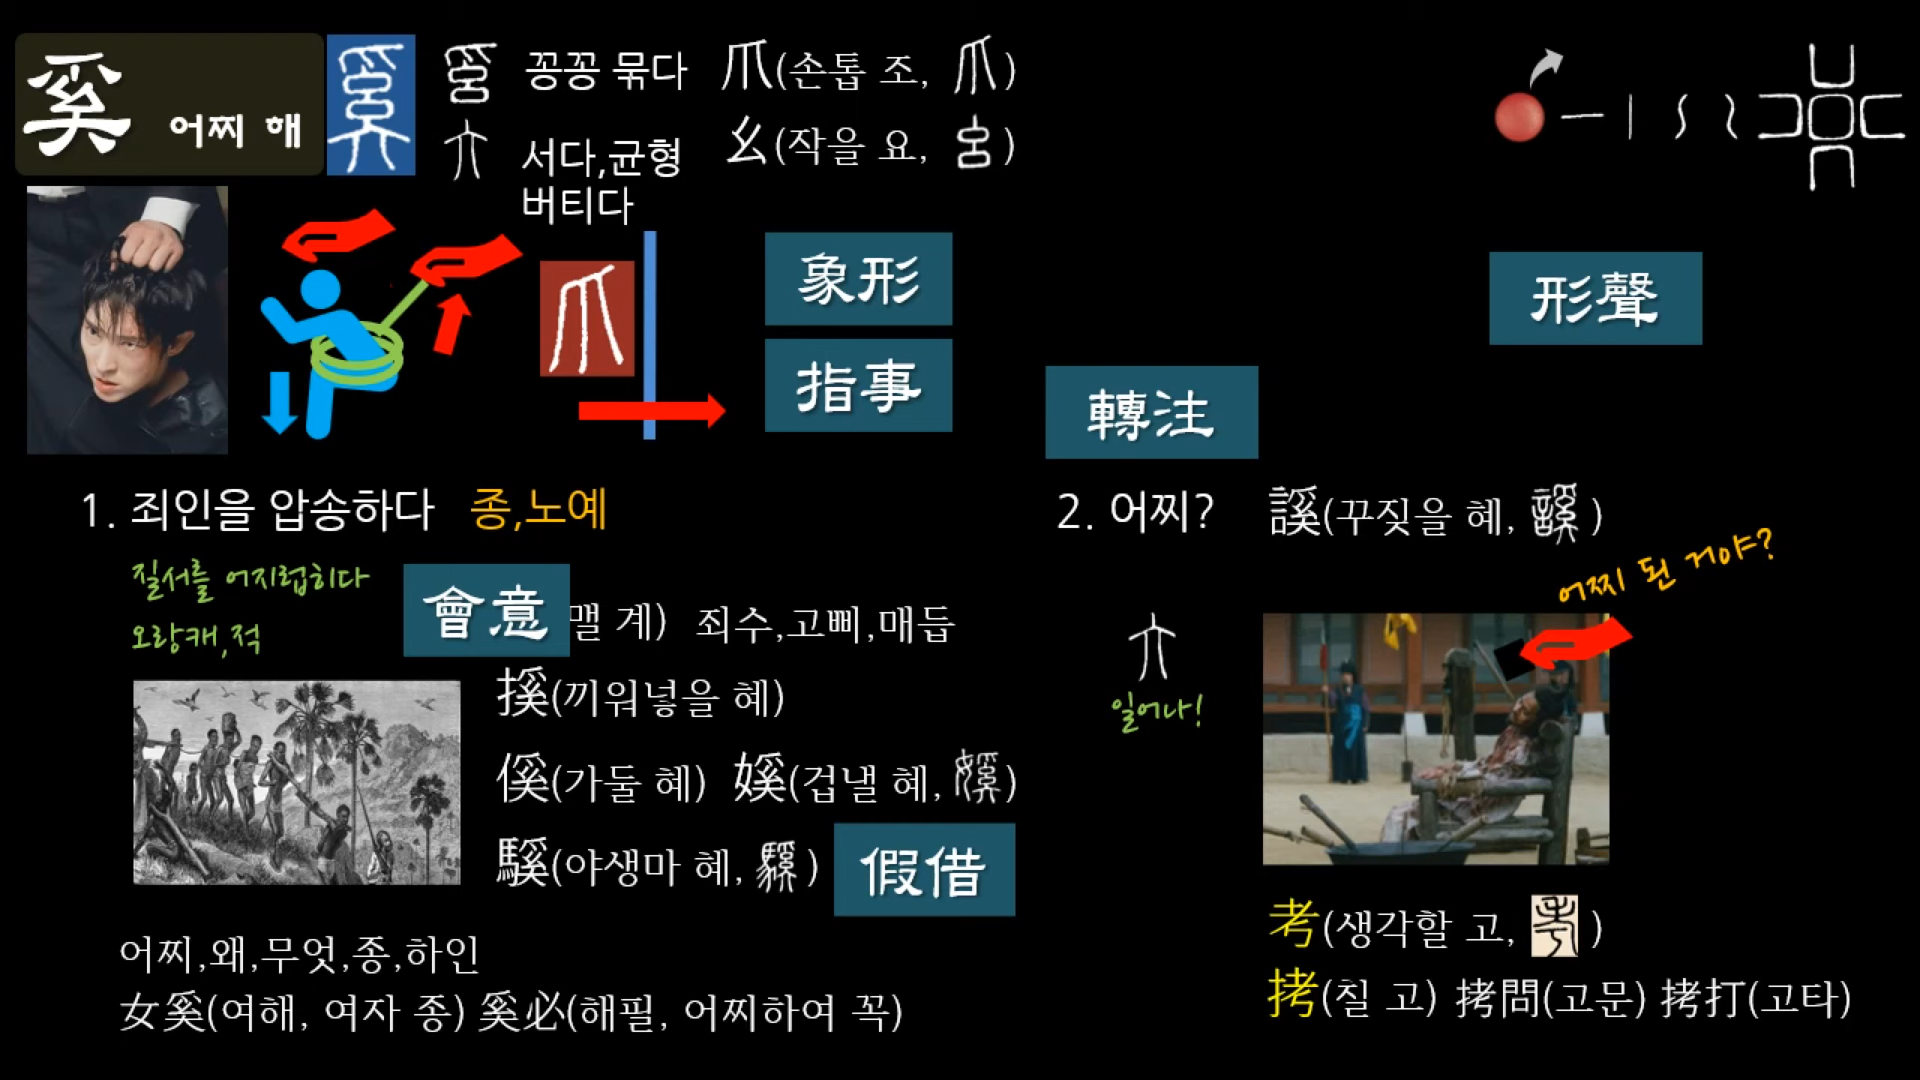 奚 어찌 해
꽁꽁 묶다 爪(손톱 조, 爪)
서다,균형
버티다
幺(작을 요, )
爪
象形
指事
轉注
形聲
1. 죄인을 압송하다 종,노예
질서를 어지럽히다
오랑캐,적
會意 맬 계) 죄수,고삐,매듭
搚(끼워넣을 혜)
傒(가둘 혜) 娭(겁낼 혜, )
騱(야생마 혜, )
假借
어찌,왜,무엇,종,하인
女奚(여해, 여자 종) 奚必(해필, 어찌하여 꼭)
2. 어찌? 謑(꾸짖을 혜, )
어찌 된 거야?
일어나!
考(생각할 고, )
拷(칠 고) 拷問(고문) 拷打(고타)